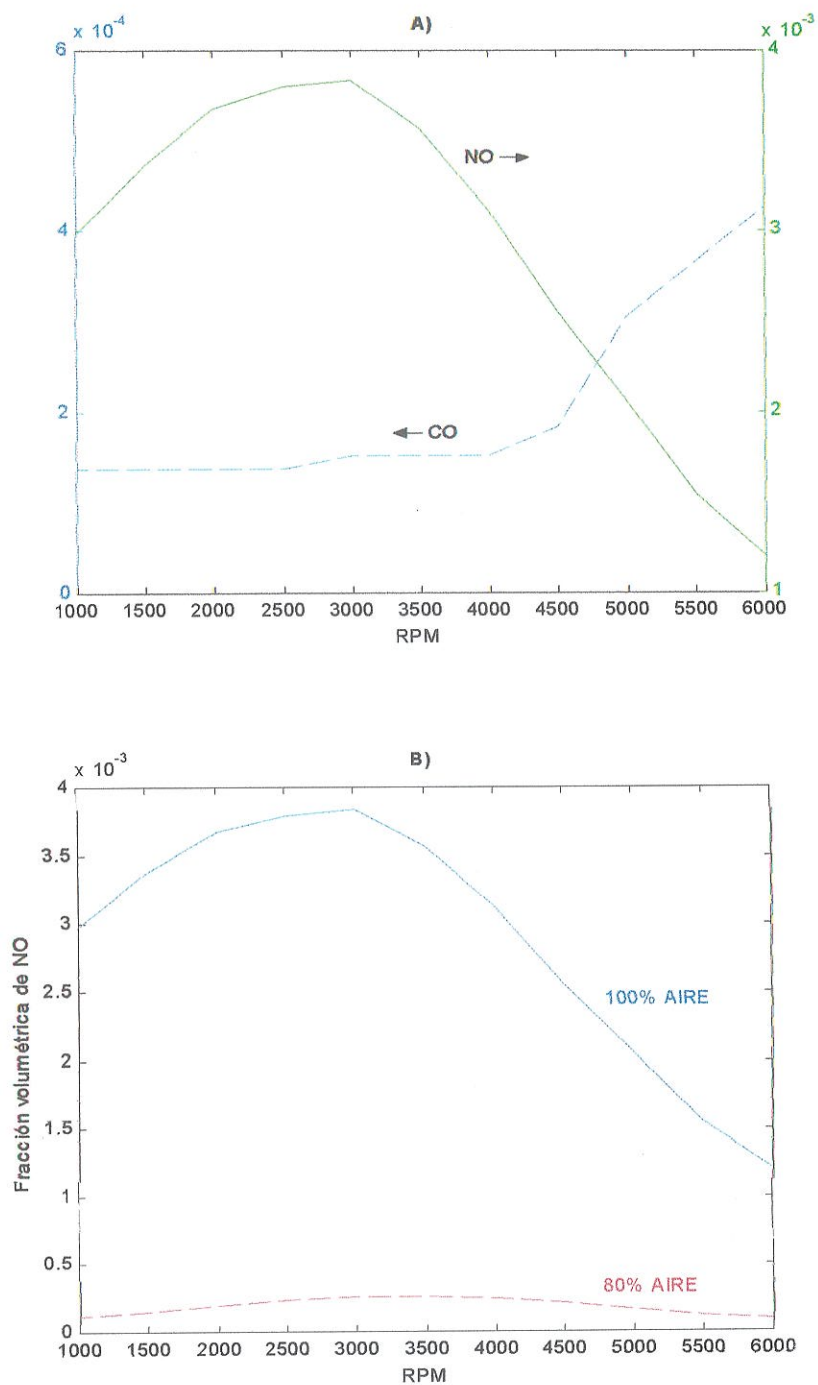 A)
x 10-4
x 10-3
6
4
2
0
4
3
2
1
NO →
← CO
1000 1500 2000 2500 3000 3500 4000 4500 5000 5500 6000
RPM
B)
x 10-3
4
3.5
3
2.5
2
1.5
1
0.5
0
Fracción volumétrica de NO
100% AIRE
80% AIRE
1000 1500 2000 2500 3000 3500 4000 4500 5000 5500 6000
RPM